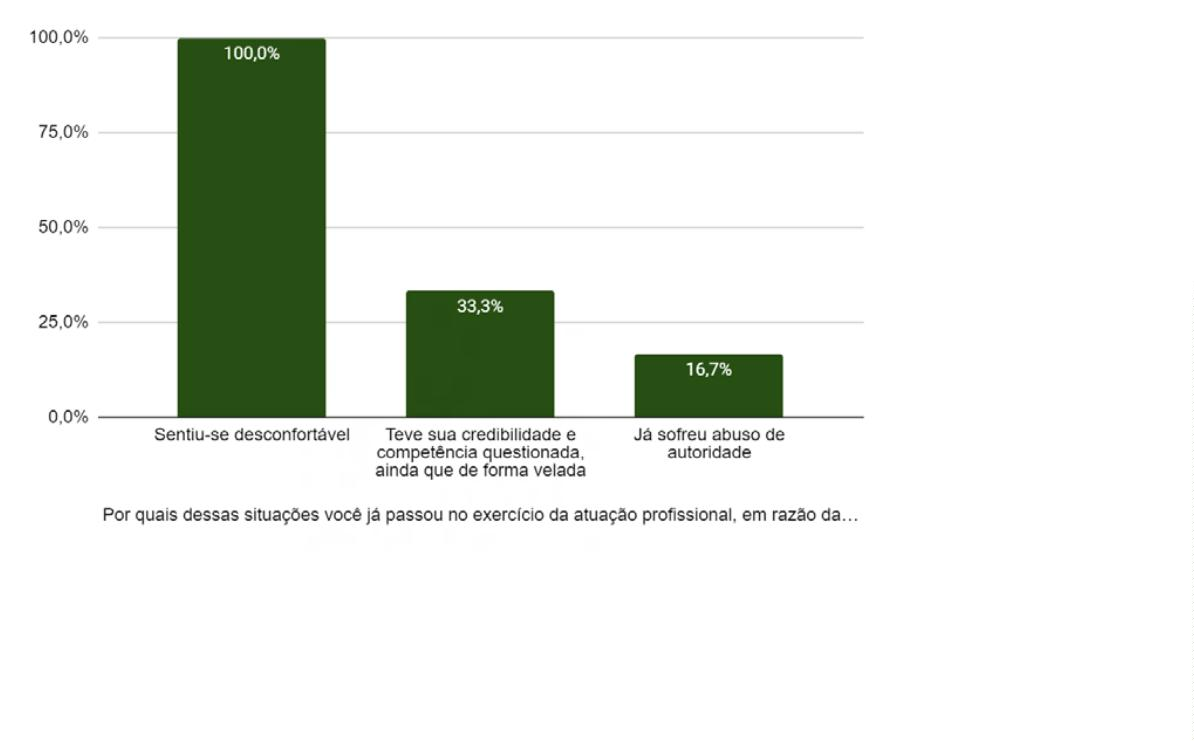 100,0%
100,0%
75,0%
50,0%
33,3%
25,0%
16,7%
0,0%
Sentiu-se desconfortável
Teve sua credibilidade e
competência questionada,
ainda que de forma velada
Já sofreu abuso de
autoridade
Por quais dessas situações você já passou no exercício da atuação profissional, em razão da…